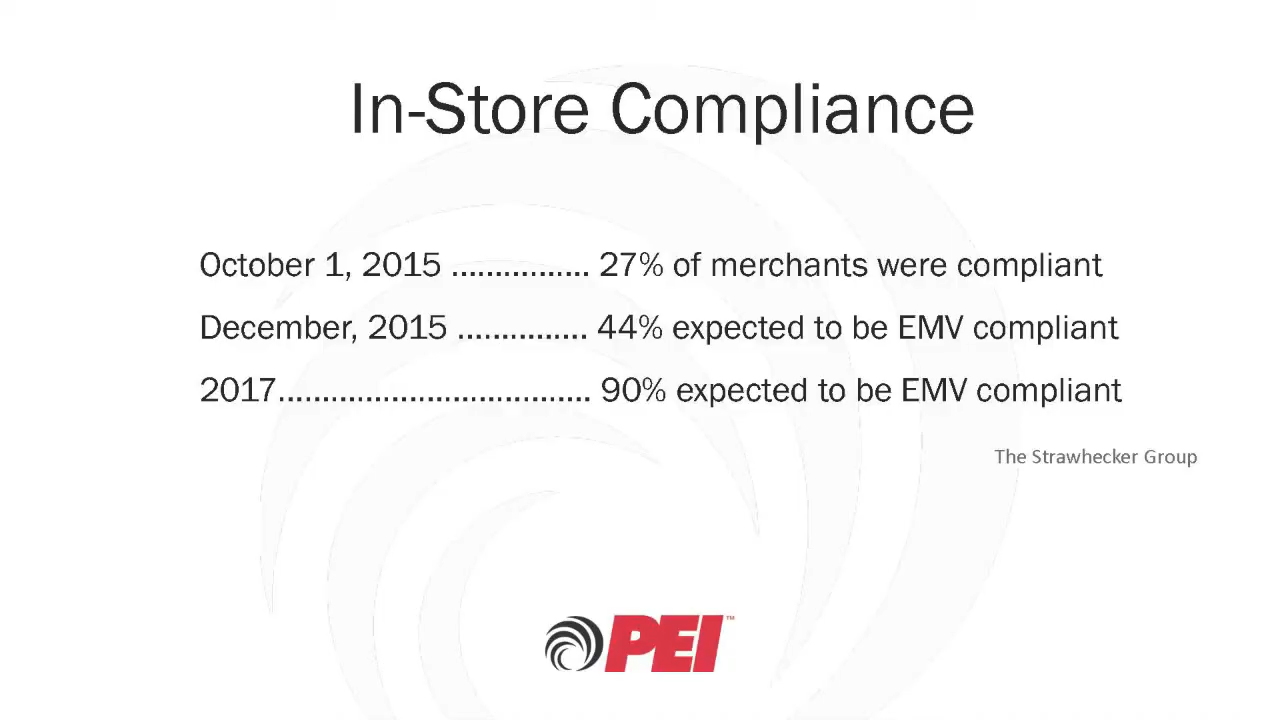 In-Store Compliance
October 1, 2015 ................ 27% of merchants were compliant
December, 2015 ............... 44% expected to be EMV compliant
2017.................................... 90% expected to be EMV compliant
The Strawhecker Group
PEI™